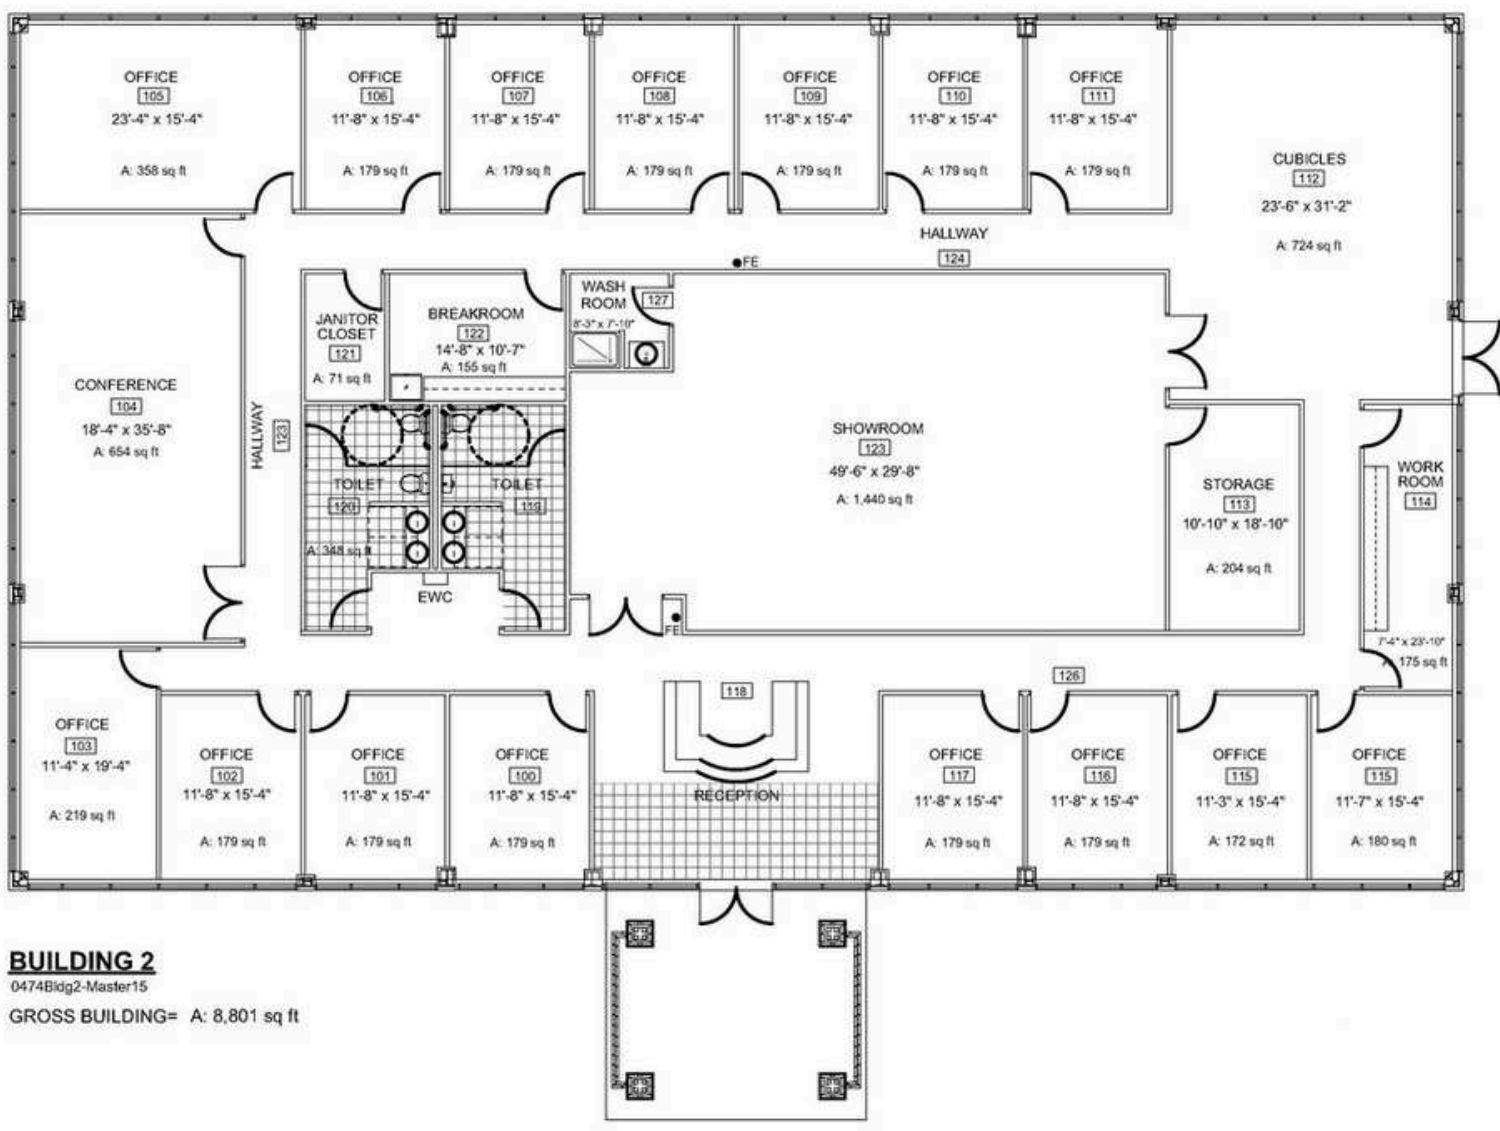 OFFICE
105
23'-4" x 15'-4"
A: 358 sq ft
OFFICE
106
11'-8" x 15'-4"
A: 179 sq ft
OFFICE
107
11'-8" x 15'-4"
A: 179 sq ft
OFFICE
108
11'-8" x 15'-4"
A: 179 sq ft
OFFICE
109
11'-8" x 15'-4"
A: 179 sq ft
OFFICE
110
11'-8" x 15'-4"
A: 179 sq ft
OFFICE
111
11'-8" x 15'-4"
A: 179 sq ft
CUBICLES
112
23'-6" x 31'-2"
A: 724 sq ft
HALLWAY
124
FE
WASH
ROOM
127
8'-3" x 7'-10"
JANITOR
CLOSET
121
A: 71 sq ft
BREAKROOM
122
14'-8" x 10'-7"
A: 155 sq ft
CONFERENCE
104
18'-4" x 35'-8"
A: 654 sq ft
HALLWAY
123
TOILET
120
A: 348 sq ft
TOILET
119
EWC
SHOWROOM
123
49'-6" x 29'-8"
A: 1,440 sq ft
FE
STORAGE
113
10'-10" x 18'-10"
A: 204 sq ft
WORK
ROOM
114
7'-4" x 23'-10"
A: 175 sq ft
126
118
RECEPTION
OFFICE
103
11'-4" x 19'-4"
A: 219 sq ft
OFFICE
102
11'-8" x 15'-4"
A: 179 sq ft
OFFICE
101
11'-8" x 15'-4"
A: 179 sq ft
OFFICE
100
11'-8" x 15'-4"
A: 179 sq ft
OFFICE
117
11'-8" x 15'-4"
A: 179 sq ft
OFFICE
116
11'-8" x 15'-4"
A: 179 sq ft
OFFICE
115
11'-3" x 15'-4"
A: 172 sq ft
OFFICE
115
11'-7" x 15'-4"
A: 180 sq ft
BUILDING 2
0474Bldg2-Master15
GROSS BUILDING= A: 8,801 sq ft